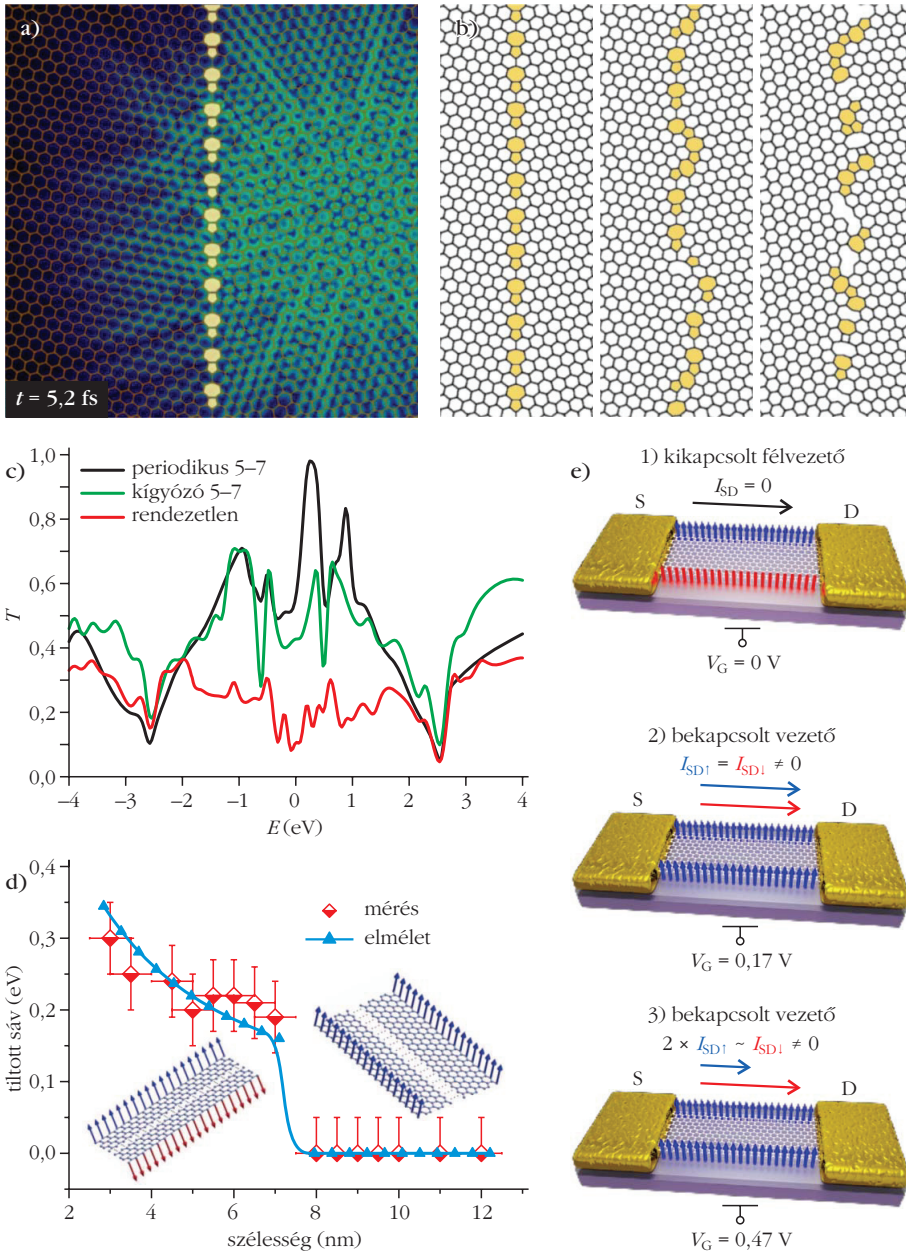 a)
t = 5,2 fs
b)
c)
1,0
0,8
0,6
0,4
0,2
0,0
T
periodikus 5–7
kígyózó 5–7
rendezetlen
–4 –3 –2 –1 0 1 2 3 4
E (eV)
d)
0,4
0,3
0,2
0,1
0,0
tiltott sáv (eV)
mérés
elmélet
2 4 6 8 10 12
szélesség (nm)
e)
1) kikapcsolt félvezető
I_SD = 0
S
D
V_G = 0 V
2) bekapcsolt vezető
I_SD↑ = I_SD↓ ≠ 0
S
D
V_G = 0,17 V
3) bekapcsolt vezető
2 × I_SD↑ ~ I_SD↓ ≠ 0
S
D
V_G = 0,47 V